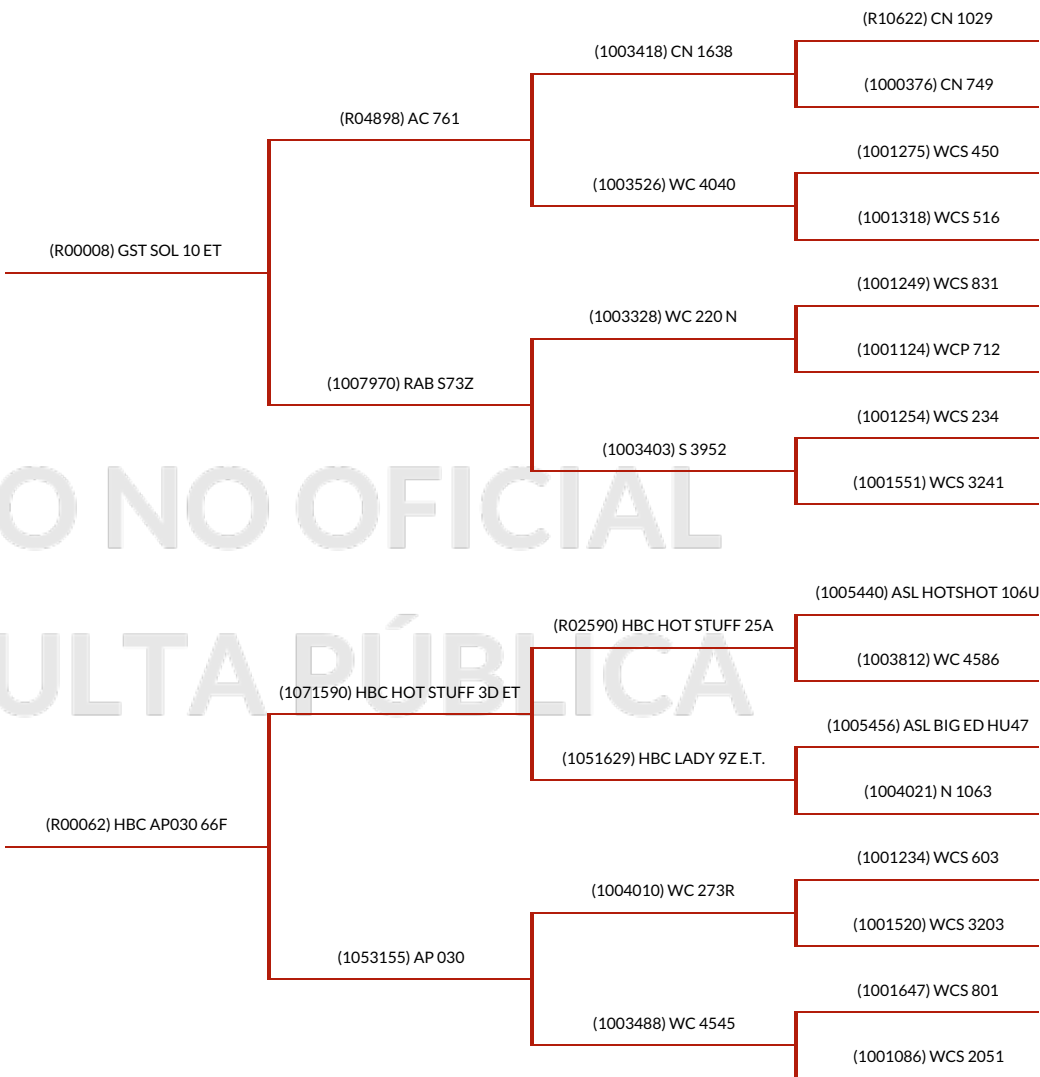 (R10622) CN 1029
(1003418) CN 1638
(1000376) CN 749
(R04898) AC 761
(1001275) WCS 450
(1003526) WC 4040
(1001318) WCS 516
(R00008) GST SOL 10 ET
(1001249) WCS 831
(1003328) WC 220 N
(1001124) WCP 712
(1007970) RAB S73Z
(1001254) WCS 234
(1003403) S 3952
(1001551) WCS 3241
O NO OFICIAL
(1005440) ASL HOTSHOT 106U
(R02590) HBC HOT STUFF 25A
(1003812) WC 4586
ULTA PÚBLICA
(1071590) HBC HOT STUFF 3D ET
(1005456) ASL BIG ED HU47
(1051629) HBC LADY 9Z E.T.
(1004021) N 1063
(R00062) HBC AP030 66F
(1001234) WCS 603
(1004010) WC 273R
(1001520) WCS 3203
(1053155) AP 030
(1001647) WCS 801
(1003488) WC 4545
(1001086) WCS 2051